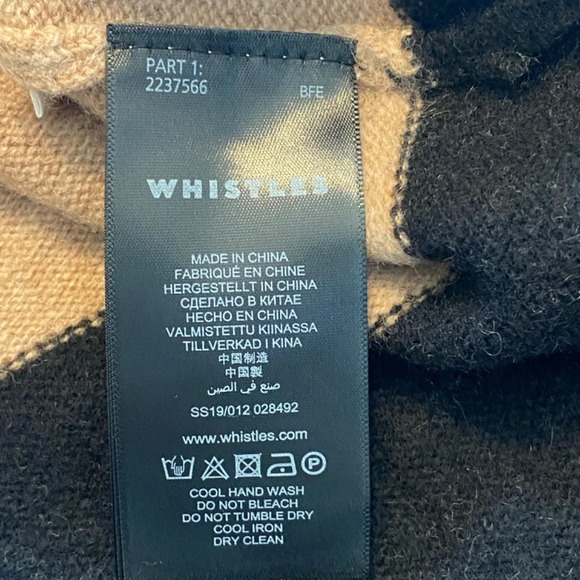 PART 1:
2237566 BFE
WHISTLES
MADE IN CHINA
FABRIQUÉ EN CHINE
HERGESTELLT IN CHINA
СДЕЛАНО В КИТАЕ
HECHO EN CHINA
VALMISTETTU KIINASSA
TILLVERKAD I KINA
中国制造
中國製
صنع في الصين
SS19/012 028492
www.whistles.com
P
COOL HAND WASH
DO NOT BLEACH
DO NOT TUMBLE DRY
COOL IRON
DRY CLEAN